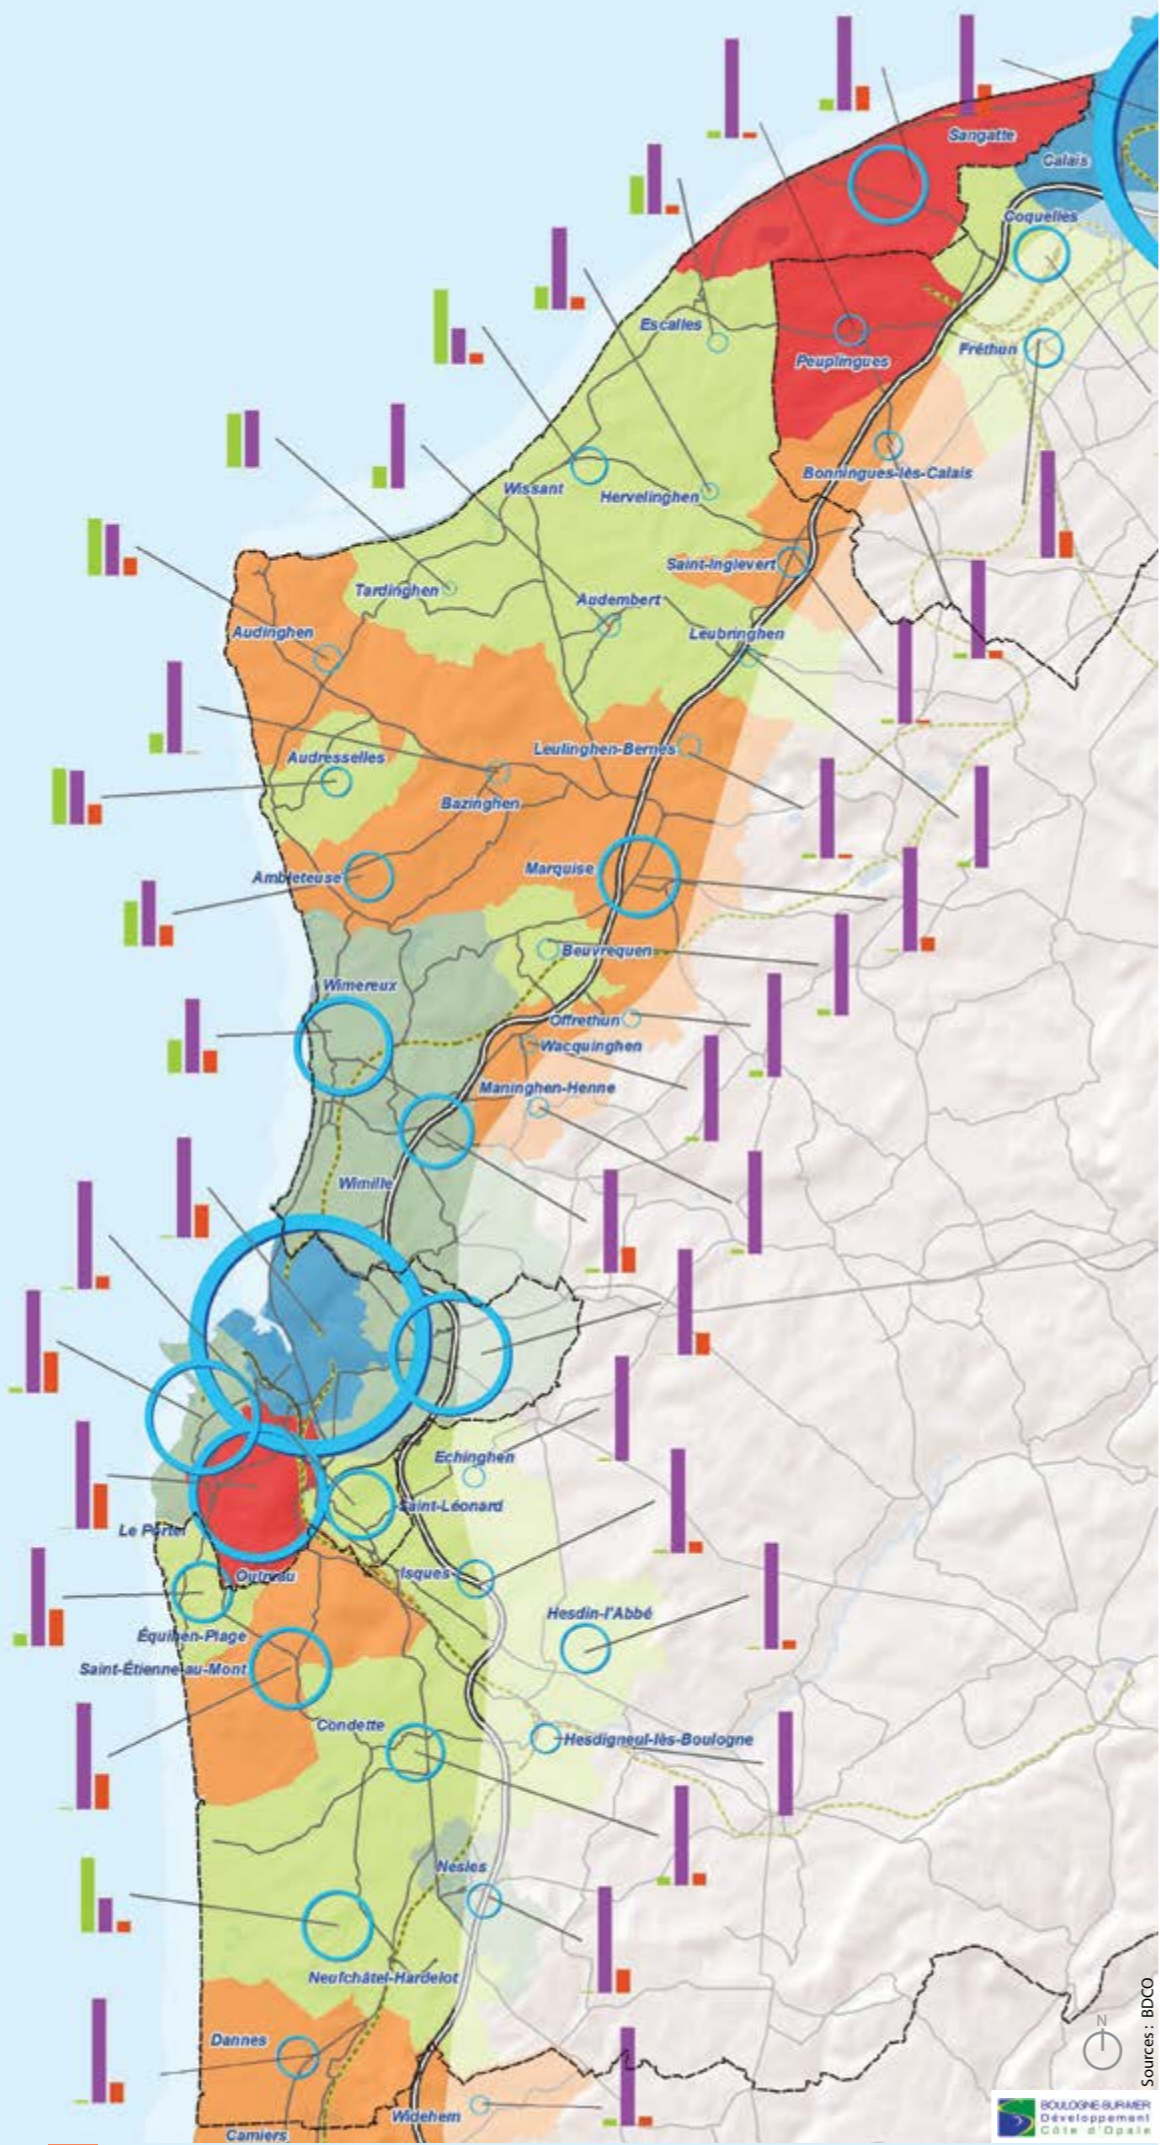 Sangatte
Calais
Coquelles
Escalles
Fréthun
Peuplingues
Bonningues-lès-Calais
Wissant
Hervelinghen
Saint-Inglevert
Tardinghen
Audembert
Audinghen
Leubringhen
Leulinghen-Bernes
Audresselles
Bazinghen
Marquise
Ambleteuse
Beuvrequen
Wimereux
Offrethun
Wacquinghen
Maninghen-Henne
Wimille
Echinghen
Saint-Léonard
Le Portel
Isques
Outreau
Hesdin-l'Abbé
Équihen-Plage
Saint-Étienne-au-Mont
Condette
Hesdigneul-lès-Boulogne
Nesles
Neufchâtel-Hardelot
Dannes
Widehem
Camiers
N
Sources : BDCO
BOULOGNE-SUR-MER
Développement
Côte d'Opale